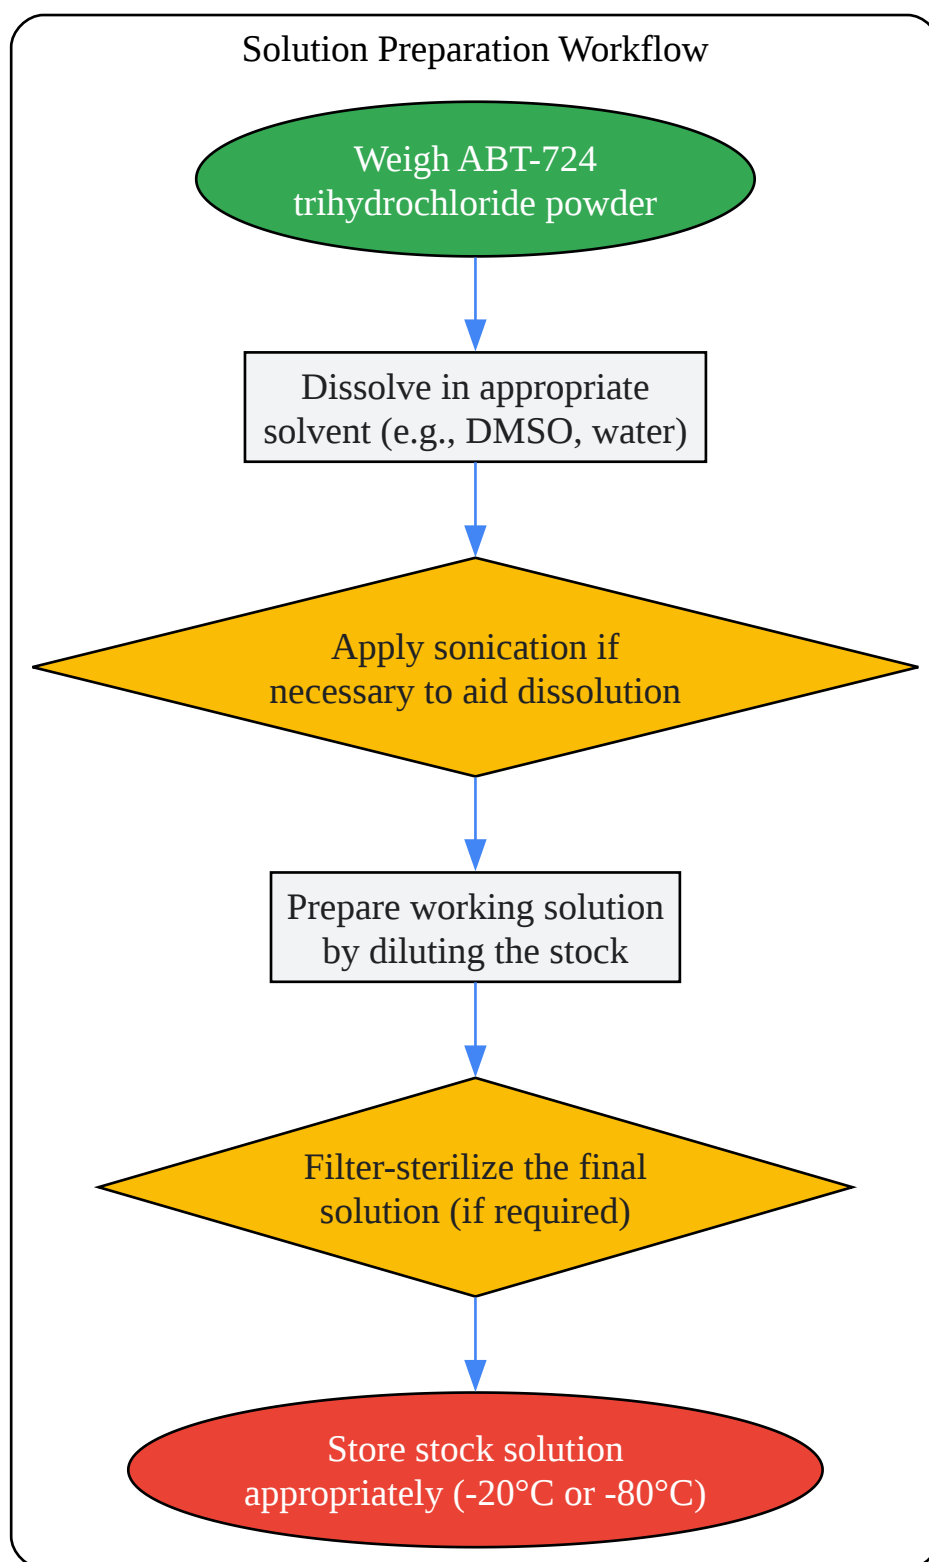 Solution Preparation Workflow
Weigh ABT-724
trihydrochloride powder
Dissolve in appropriate
solvent (e.g., DMSO, water)
Apply sonication if
necessary to aid dissolution
Prepare working solution
by diluting the stock
Filter-sterilize the final
solution (if required)
Store stock solution
appropriately (-20°C or -80°C)